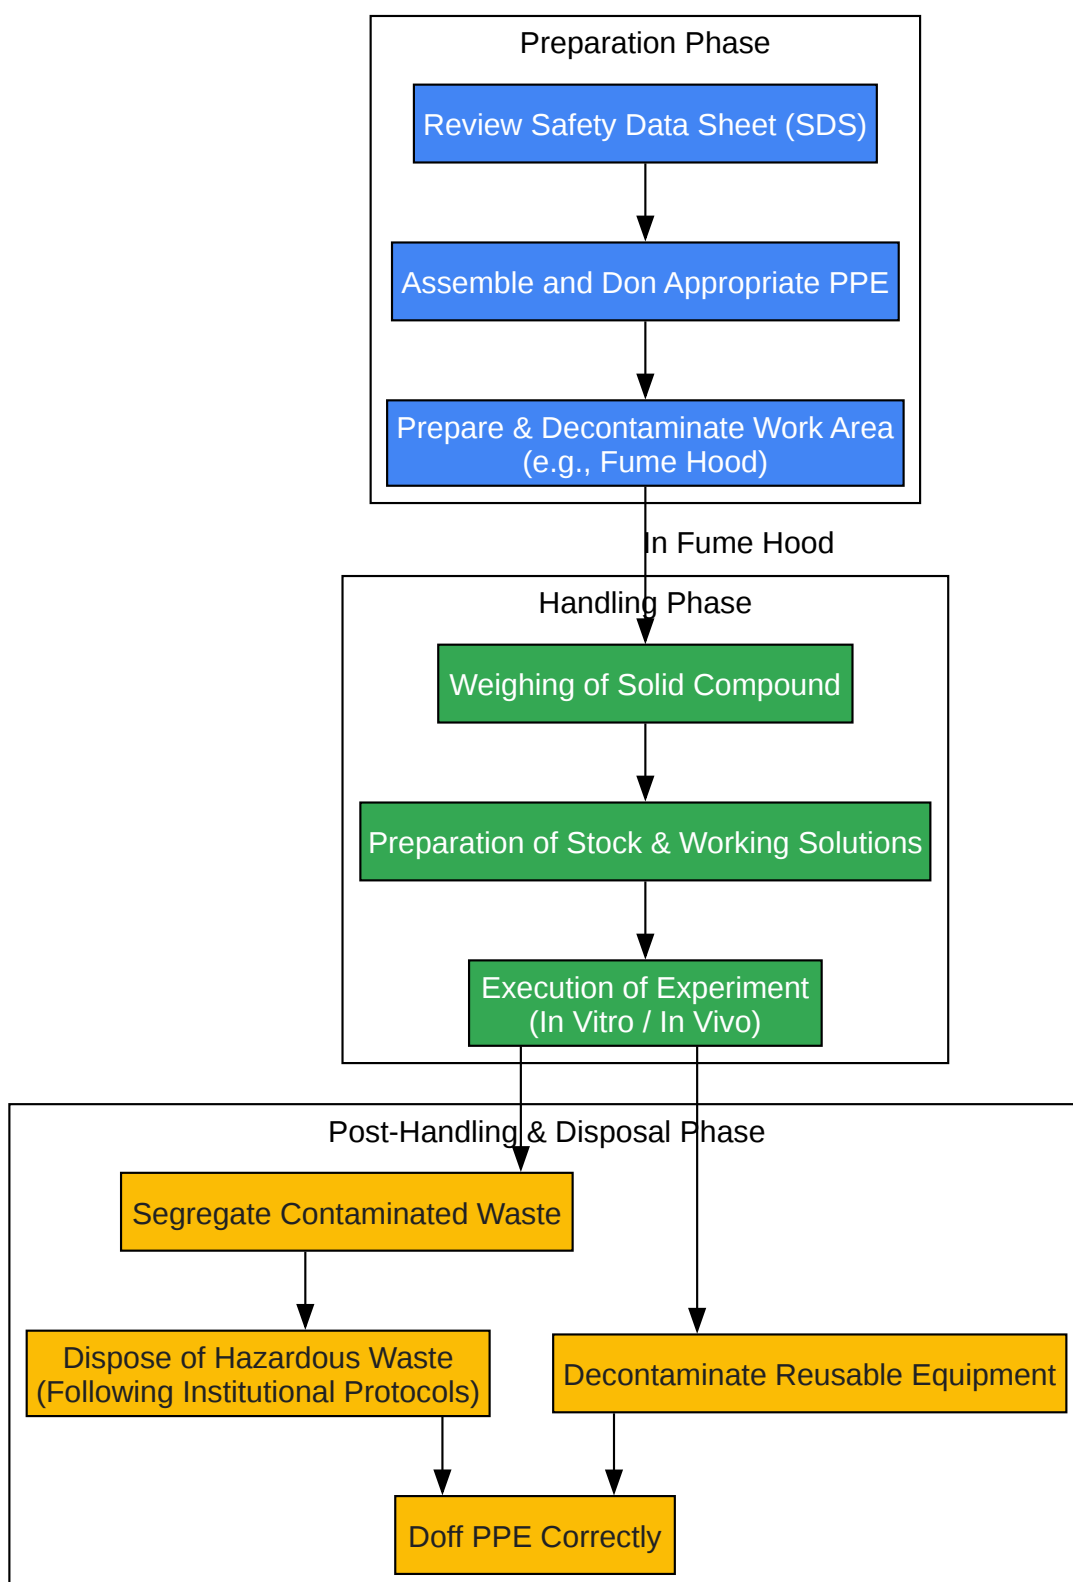 Preparation Phase
Review Safety Data Sheet (SDS)
Assemble and Don Appropriate PPE
Prepare & Decontaminate Work Area
(e.g., Fume Hood)
In Fume Hood
Handling Phase
Weighing of Solid Compound
Preparation of Stock & Working Solutions
Execution of Experiment
(In Vitro / In Vivo)
Post-Handling & Disposal Phase
Segregate Contaminated Waste
Dispose of Hazardous Waste
(Following Institutional Protocols)
Decontaminate Reusable Equipment
Doff PPE Correctly